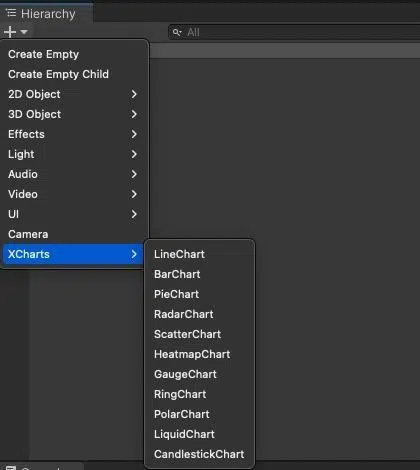 Hierarchy
All
Create Empty
Create Empty Child
2D Object
3D Object
Effects
Light
Audio
Video
UI
Camera
XCharts
LineChart
BarChart
PieChart
RadarChart
ScatterChart
HeatmapChart
GaugeChart
RingChart
PolarChart
LiquidChart
CandlestickChart